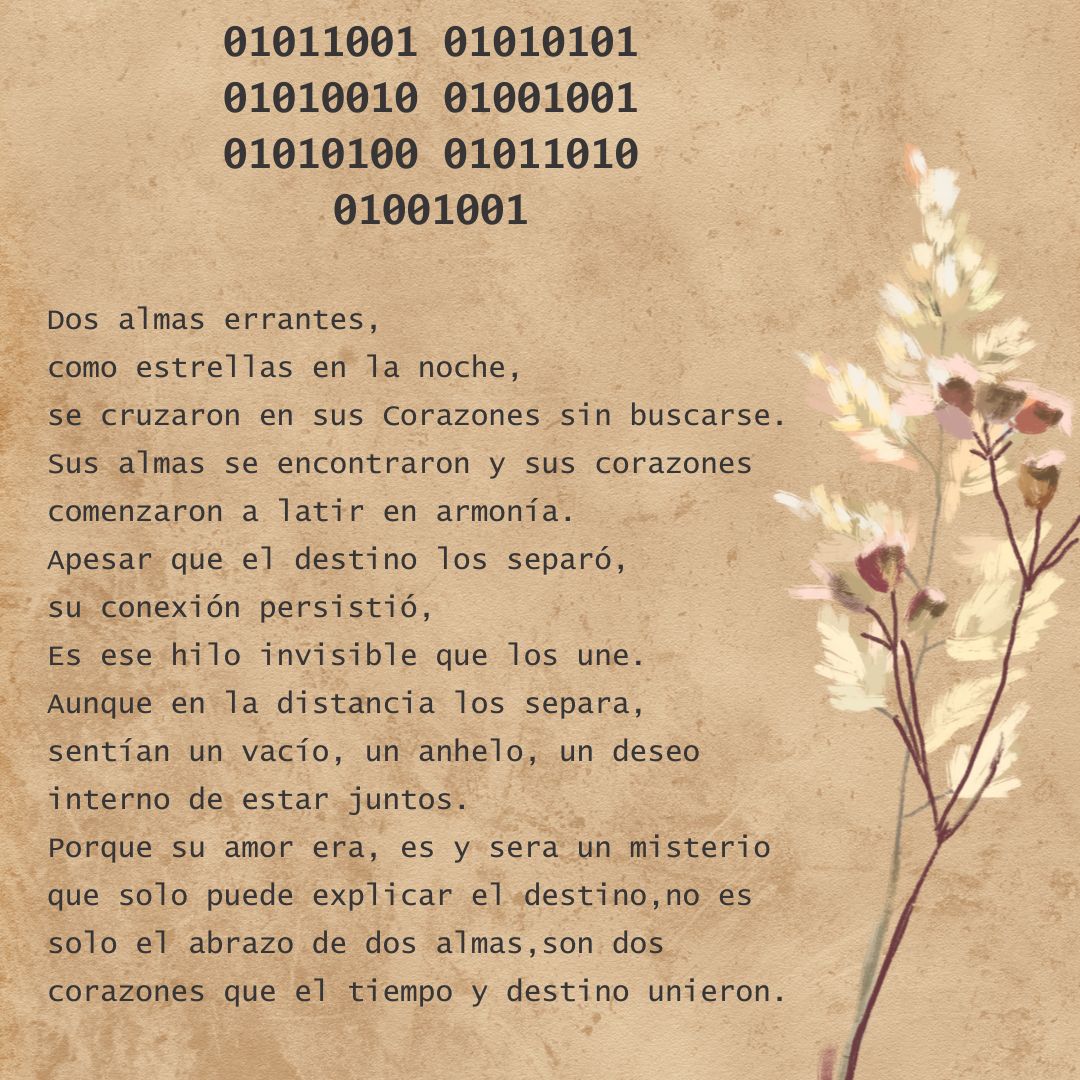 01011001 01010101
01010010 01001001
01010100 01011010
01001001
Dos almas errantes,
como estrellas en la noche,
se cruzaron en sus Corazones sin buscarse.
Sus almas se encontraron y sus corazones
comenzaron a latir en armonía.
Apesar que el destino los separó,
su conexión persistió,
Es ese hilo invisible que los une.
Aunque en la distancia los separa,
sentían un vacío, un anhelo, un deseo
interno de estar juntos.
Porque su amor era, es y sera un misterio
que solo puede explicar el destino,no es
solo el abrazo de dos almas,son dos
corazones que el tiempo y destino unieron.